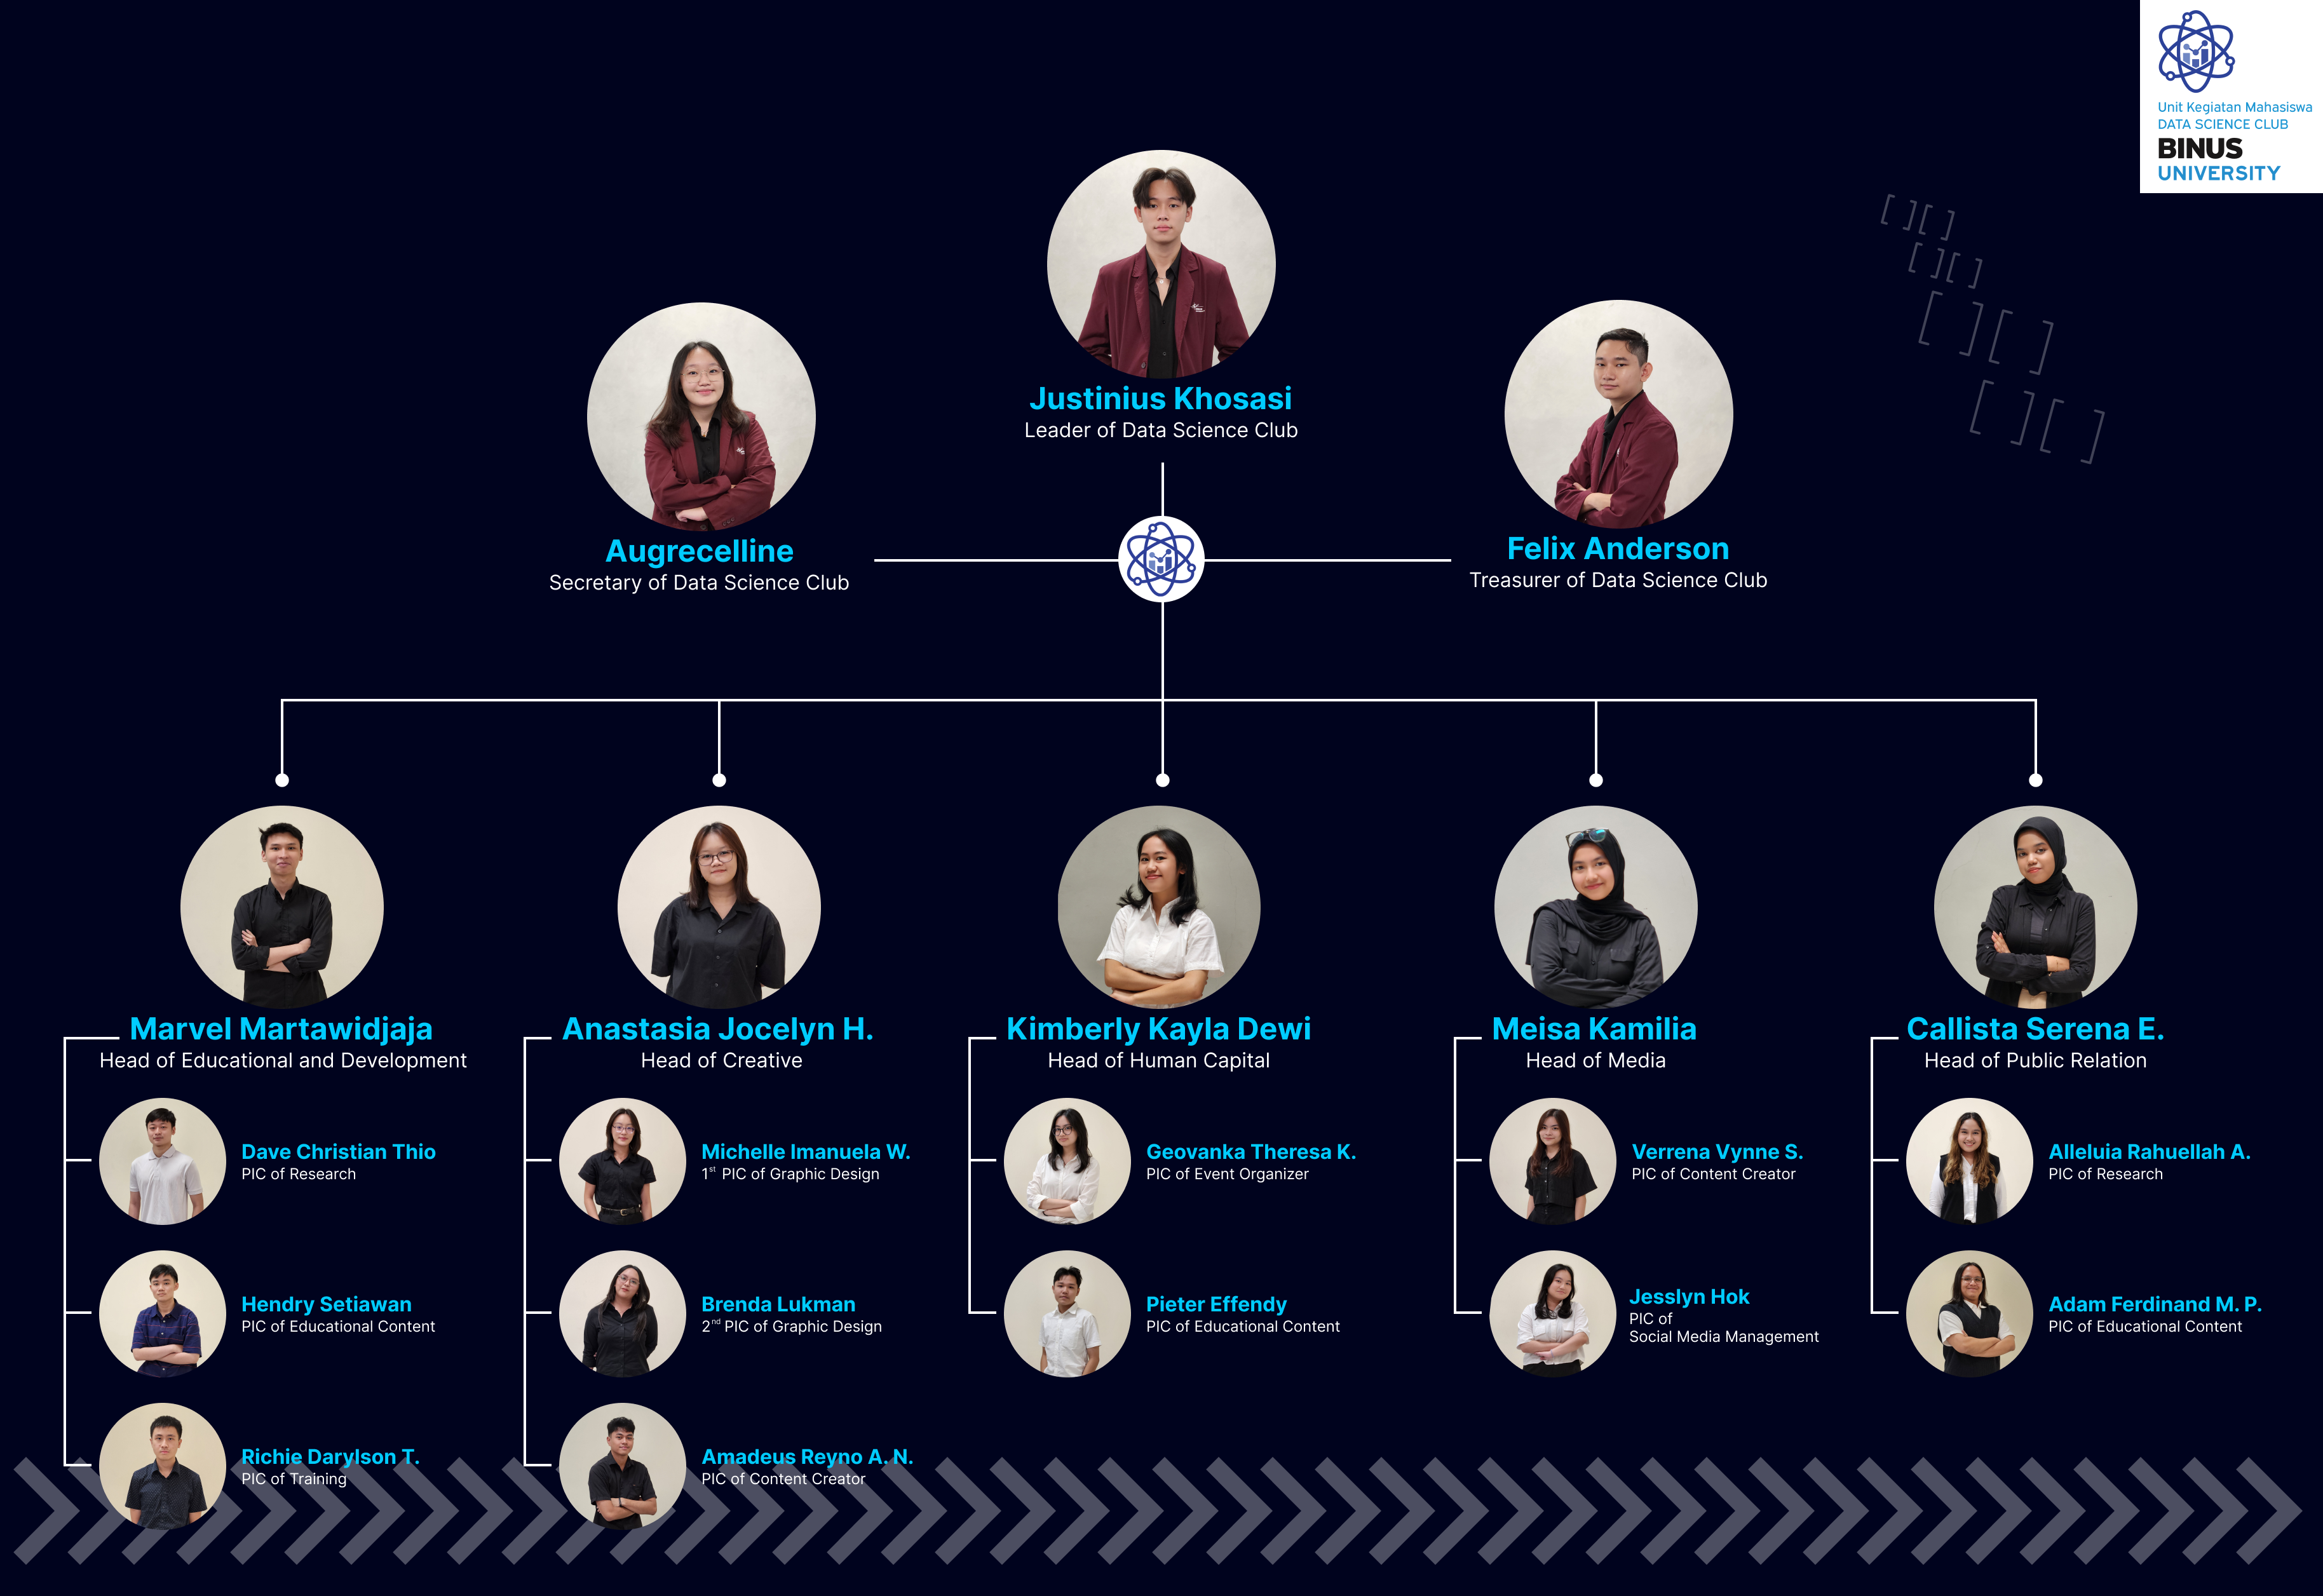 Unit Kegiatan Mahasiswa
DATA SCIENCE CLUB
BINUS
UNIVERSITY
Justinius Khosasi
Leader of Data Science Club
Augrecelline
Secretary of Data Science Club
Felix Anderson
Treasurer of Data Science Club
Marvel Martawidjaja
Head of Educational and Development
Dave Christian Thio
PIC of Research
Hendry Setiawan
PIC of Educational Content
Richie Darylson T.
PIC of Training
Anastasia Jocelyn H.
Head of Creative
Michelle Imanuela W.
1st PIC of Graphic Design
Brenda Lukman
2nd PIC of Graphic Design
Amadeus Reyno A. N.
PIC of Content Creator
Kimberly Kayla Dewi
Head of Human Capital
Geovanka Theresa K.
PIC of Event Organizer
Pieter Effendy
PIC of Educational Content
Meisa Kamilia
Head of Media
Verrena Vynne S.
PIC of Content Creator
Jesslyn Hok
PIC of
Social Media Management
Callista Serena E.
Head of Public Relation
Alleluia Rahuellah A.
PIC of Research
Adam Ferdinand M. P.
PIC of Educational Content